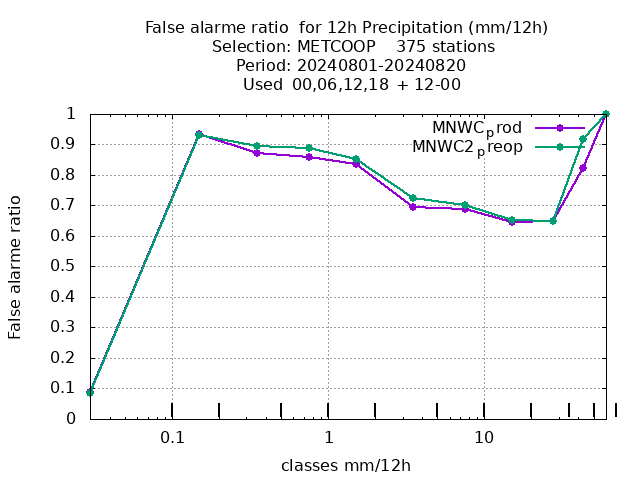 False alarme ratio  for 12h Precipitation (mm/12h)
Selection: METCOOP    375 stations
Period: 20240801-20240820
Used  00,06,12,18 + 12-00
MNWCprod
MNWC2preop
1
0.9
0.8
0.7
0.6
0.5
0.4
0.3
0.2
0.1
0
False alarme ratio
0.1 1 10
classes mm/12h